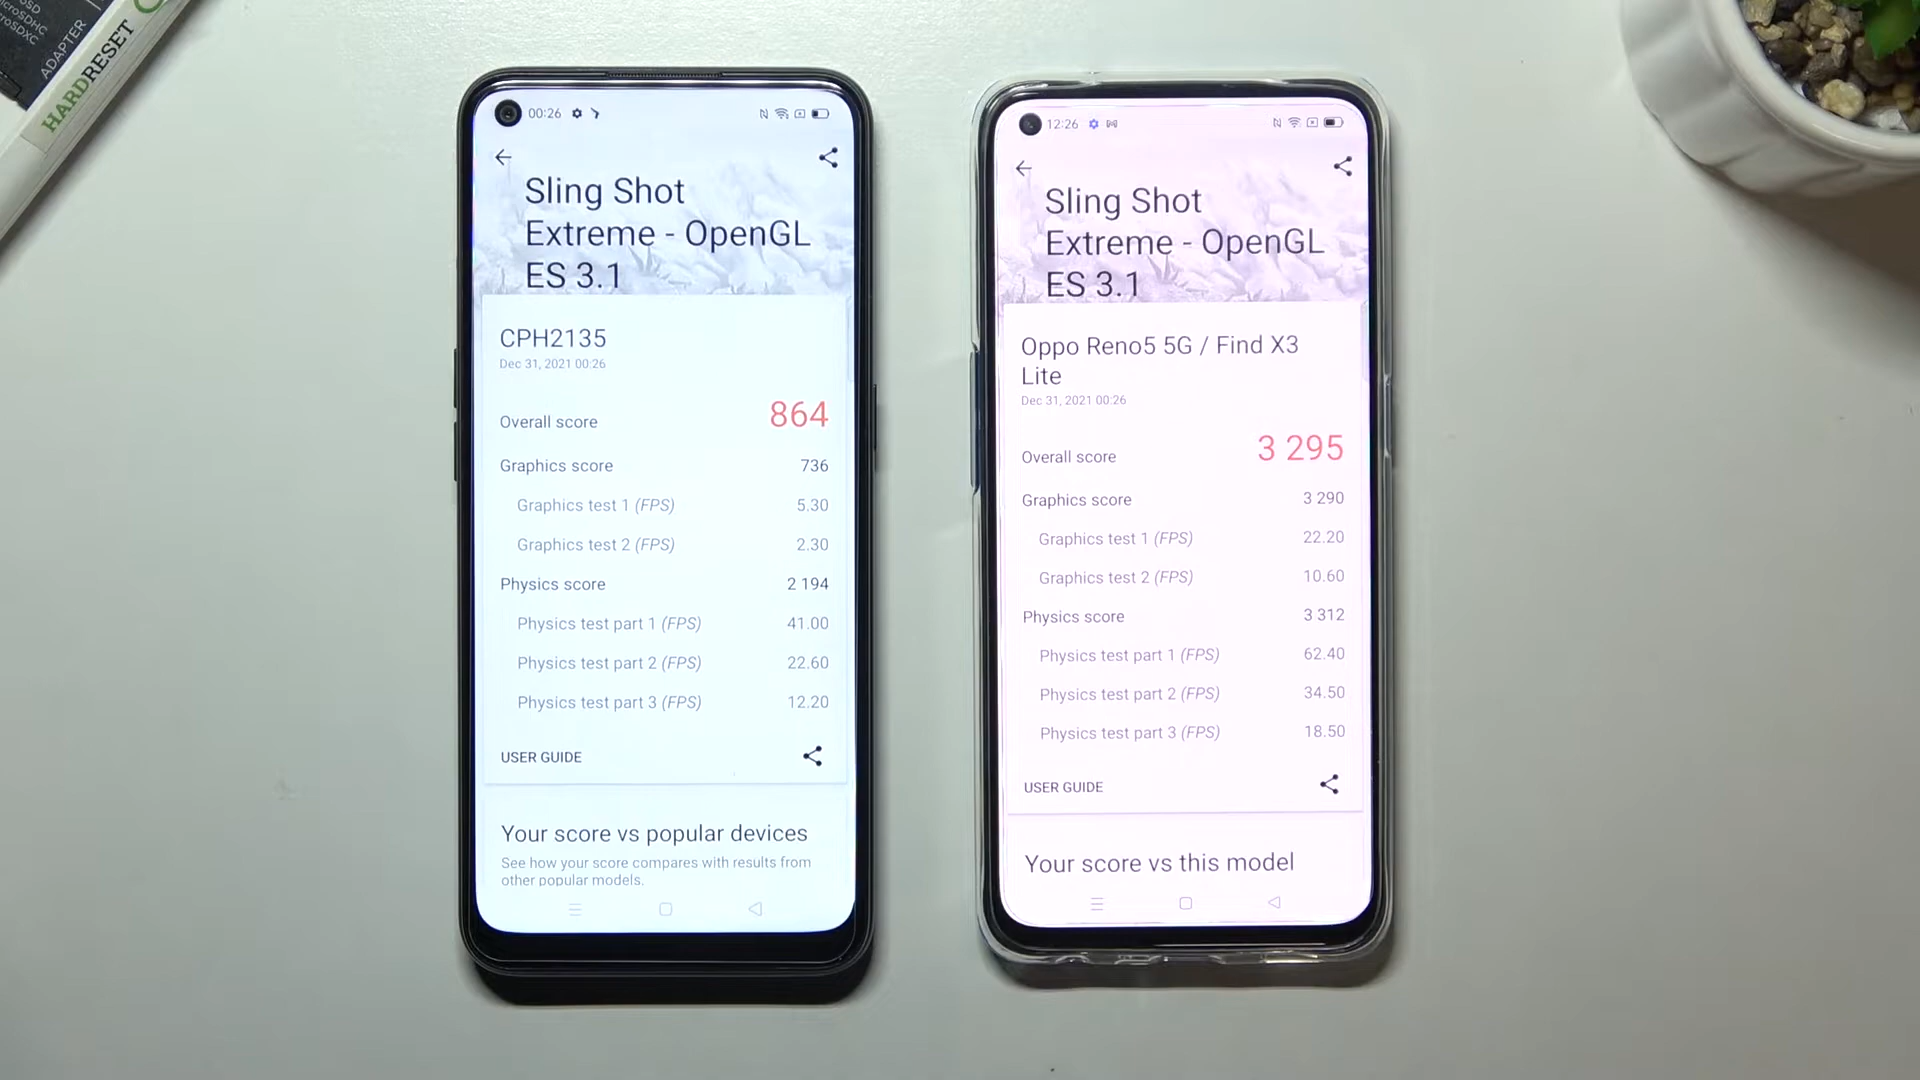 microSDHC
microSDXC
ADAPTER
HARDRESET
00:26
Sling Shot
Extreme - OpenGL
ES 3.1
CPH2135
Dec 31, 2021 00:26
Overall score 864
Graphics score 736
Graphics test 1 (FPS) 5.30
Graphics test 2 (FPS) 2.30
Physics score 2 194
Physics test part 1 (FPS) 41.00
Physics test part 2 (FPS) 22.60
Physics test part 3 (FPS) 12.20
USER GUIDE
Your score vs popular devices
See how your score compares with results from
other popular models.
12:26
Sling Shot
Extreme - OpenGL
ES 3.1
Oppo Reno5 5G / Find X3
Lite
Dec 31, 2021 00:26
Overall score 3 295
Graphics score 3 290
Graphics test 1 (FPS) 22.20
Graphics test 2 (FPS) 10.60
Physics score 3 312
Physics test part 1 (FPS) 62.40
Physics test part 2 (FPS) 34.50
Physics test part 3 (FPS) 18.50
USER GUIDE
Your score vs this model